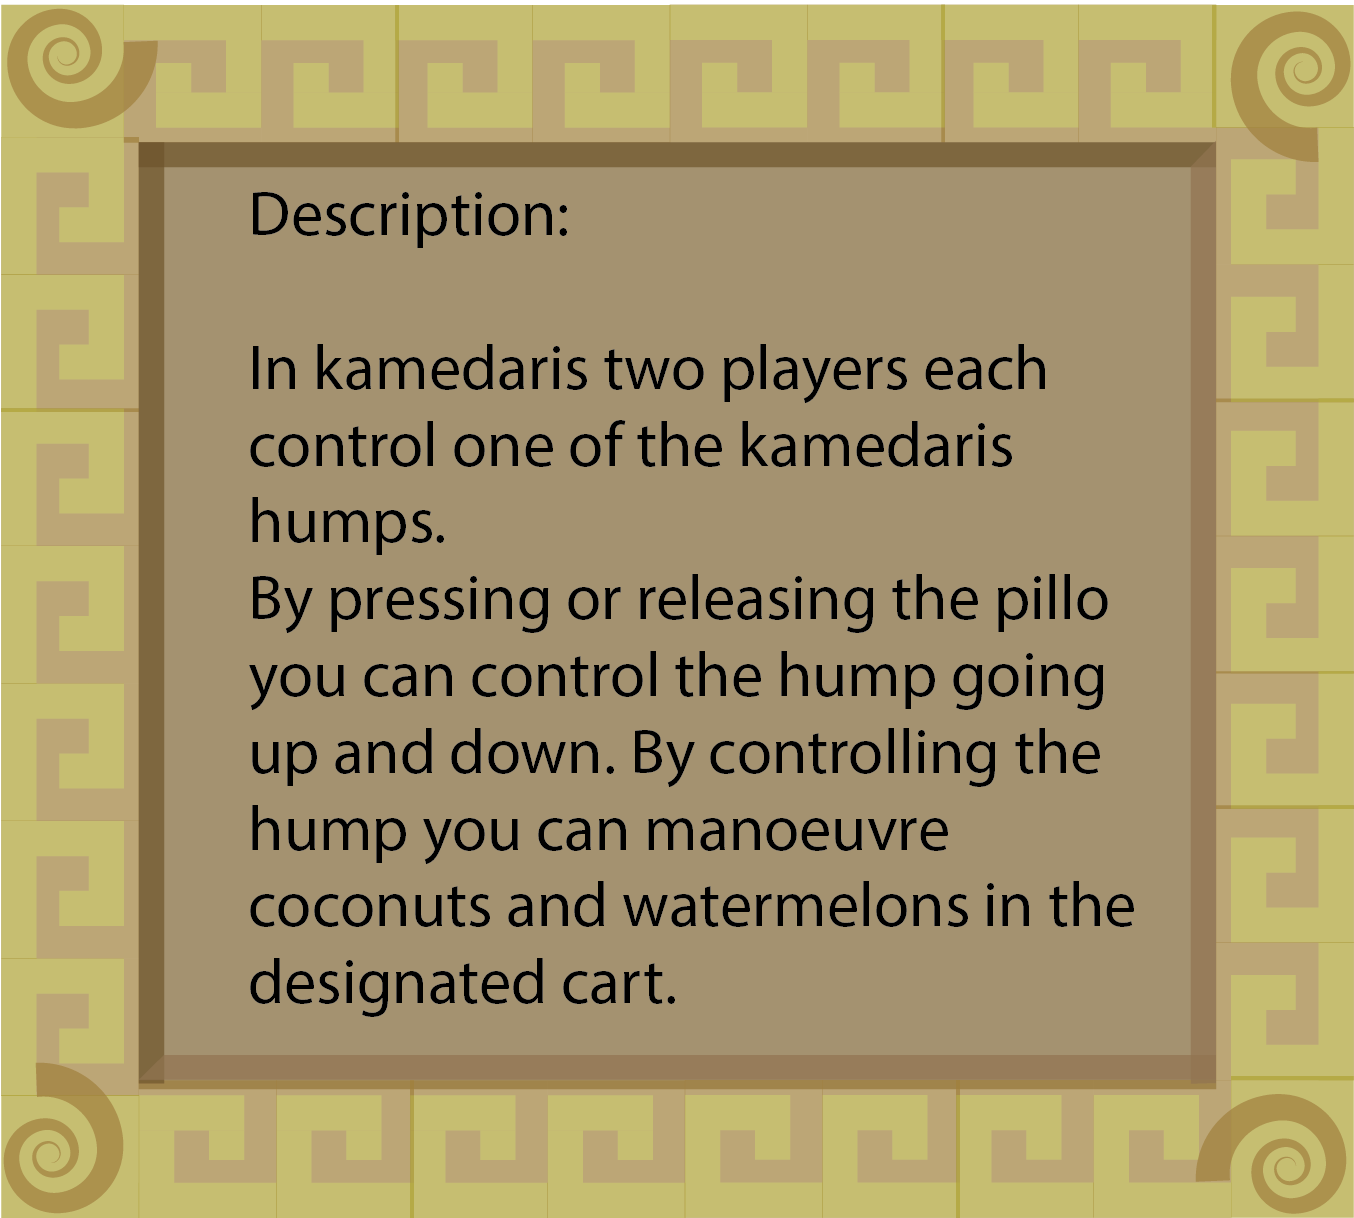 Description:
In kamedaris two players each
control one of the kamedaris
humps.
By pressing or releasing the pillo
you can control the hump going
up and down. By controlling the
hump you can manoeuvre
coconuts and watermelons in the
designated cart.